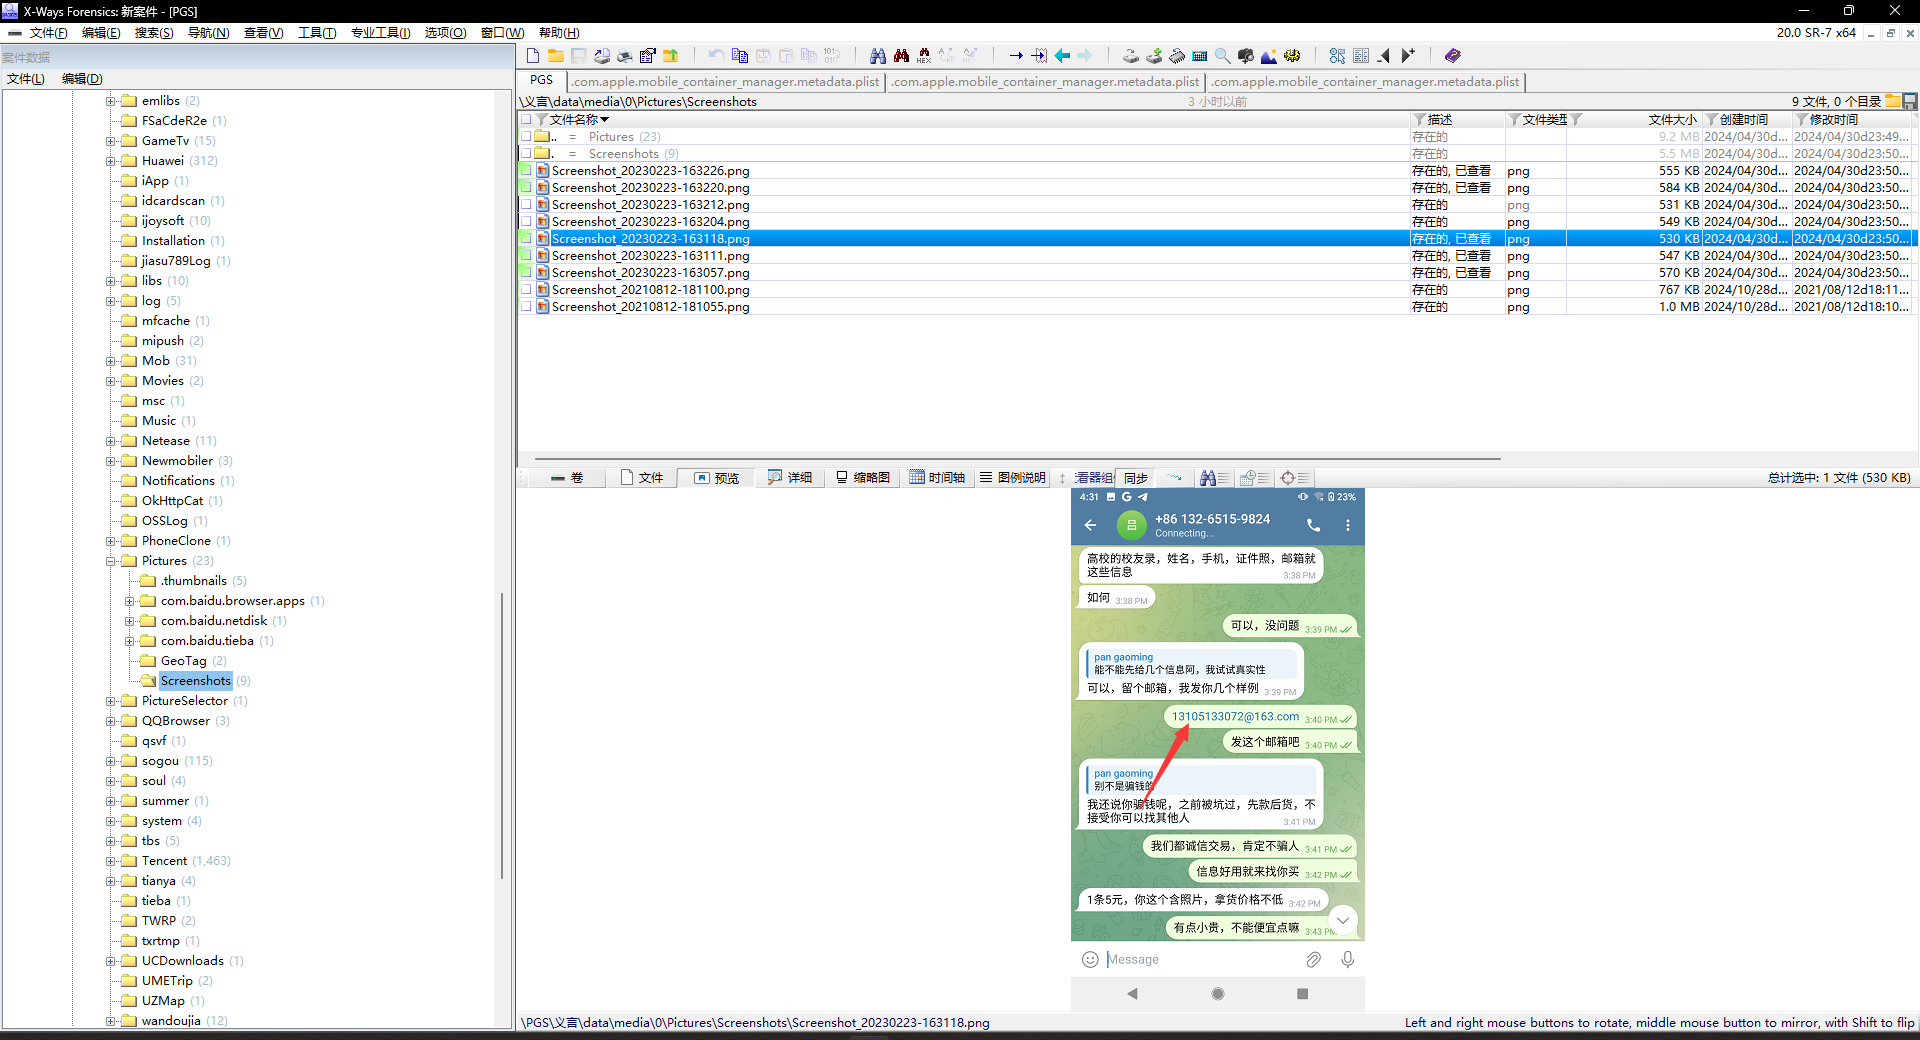 X-Ways Forensics: 新案件 - [PGS]
文件(F) 编辑(E) 搜索(S) 导航(N) 查看(V) 工具(T) 专业工具(I) 选项(O) 窗口(W) 帮助(H) 20.0 SR-7 x64
案件数据
文件(L) 编辑(D)
emlibs (2)
FSaCdeR2e (1)
GameTv (15)
Huawei (312)
iApp (1)
idcardscan (1)
ijoysoft (10)
Installation (1)
jiasu789Log (1)
libs (10)
log (5)
mfcache (1)
mipush (2)
Mob (31)
Movies (2)
msc (1)
Music (1)
Netease (11)
Newmobiler (3)
Notifications (1)
OkHttpCat (1)
OSSLog (1)
PhoneClone (1)
Pictures (23)
.thumbnails (5)
com.baidu.browser.apps (1)
com.baidu.netdisk (1)
com.baidu.tieba (1)
GeoTag (2)
Screenshots (9)
PictureSelector (1)
QQBrowser (3)
qsvf (1)
sogou (115)
soul (4)
summer (1)
system (4)
tbs (5)
Tencent (1,463)
tianya (4)
tieba (1)
TWRP (2)
txrtmp (1)
UCDownloads (1)
UMETrip (2)
UZMap (1)
wandoujia (12)
PGS .com.apple.mobile_container_manager.metadata.plist .com.apple.mobile_container_manager.metadata.plist .com.apple.mobile_container_manager.metadata.plist
\义言\data\media\0\Pictures\Screenshots 3 小时以前 9 文件, 0 个目录
文件名称 描述 文件类型 文件大小 创建时间 修改时间
.. = Pictures (23) 存在的 9.2 MB 2024/04/30d... 2024/04/30d23:49...
. = Screenshots (9) 存在的 5.5 MB 2024/04/30d... 2024/04/30d23:50...
Screenshot_20230223-163226.png 存在的, 已查看 png 555 KB 2024/04/30d... 2024/04/30d23:50...
Screenshot_20230223-163220.png 存在的, 已查看 png 584 KB 2024/04/30d... 2024/04/30d23:50...
Screenshot_20230223-163212.png 存在的 png 531 KB 2024/04/30d... 2024/04/30d23:50...
Screenshot_20230223-163204.png 存在的 png 549 KB 2024/04/30d... 2024/04/30d23:50...
Screenshot_20230223-163118.png 存在的, 已查看 png 530 KB 2024/04/30d... 2024/04/30d23:50...
Screenshot_20230223-163111.png 存在的, 已查看 png 547 KB 2024/04/30d... 2024/04/30d23:50...
Screenshot_20230223-163057.png 存在的, 已查看 png 570 KB 2024/04/30d... 2024/04/30d23:50...
Screenshot_20210812-181100.png 存在的 png 767 KB 2024/10/28d... 2021/08/12d18:11...
Screenshot_20210812-181055.png 存在的 png 1.0 MB 2024/10/28d... 2021/08/12d18:10...
卷 文件 预览 详细 缩略图 时间轴 图例说明 看器组 同步 总计选中: 1 文件 (530 KB)
4:31 23%
吕 +86 132-6515-9824
Connecting...
高校的校友录，姓名，手机，证件照，邮箱就
这些信息 3:38 PM
如何 3:38 PM
可以，没问题 3:39 PM
pan gaoming
能不能先给几个信息阿，我试试真实性
可以，留个邮箱，我发你几个样例 3:39 PM
13105133072@163.com 3:40 PM
发这个邮箱吧 3:40 PM
pan gaoming
别不是骗钱的
我还说你骗钱呢，之前被坑过，先款后货，不
接受你可以找其他人 3:41 PM
我们都诚信交易，肯定不骗人 3:41 PM
信息好用就来找你买 3:42 PM
1条5元，你这个含照片，拿货价格不低 3:42 PM
有点小贵，不能便宜点嘛 3:43 PM
Message
\PGS\义言\data\media\0\Pictures\Screenshots\Screenshot_20230223-163118.png Left and right mouse buttons to rotate, middle mouse button to mirror, with Shift to flip